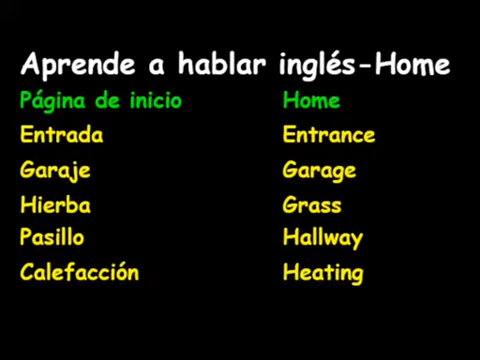 Aprende a hablar inglés-Home
Página de inicio Home
Entrada Entrance
Garaje Garage
Hierba Grass
Pasillo Hallway
Calefacción Heating